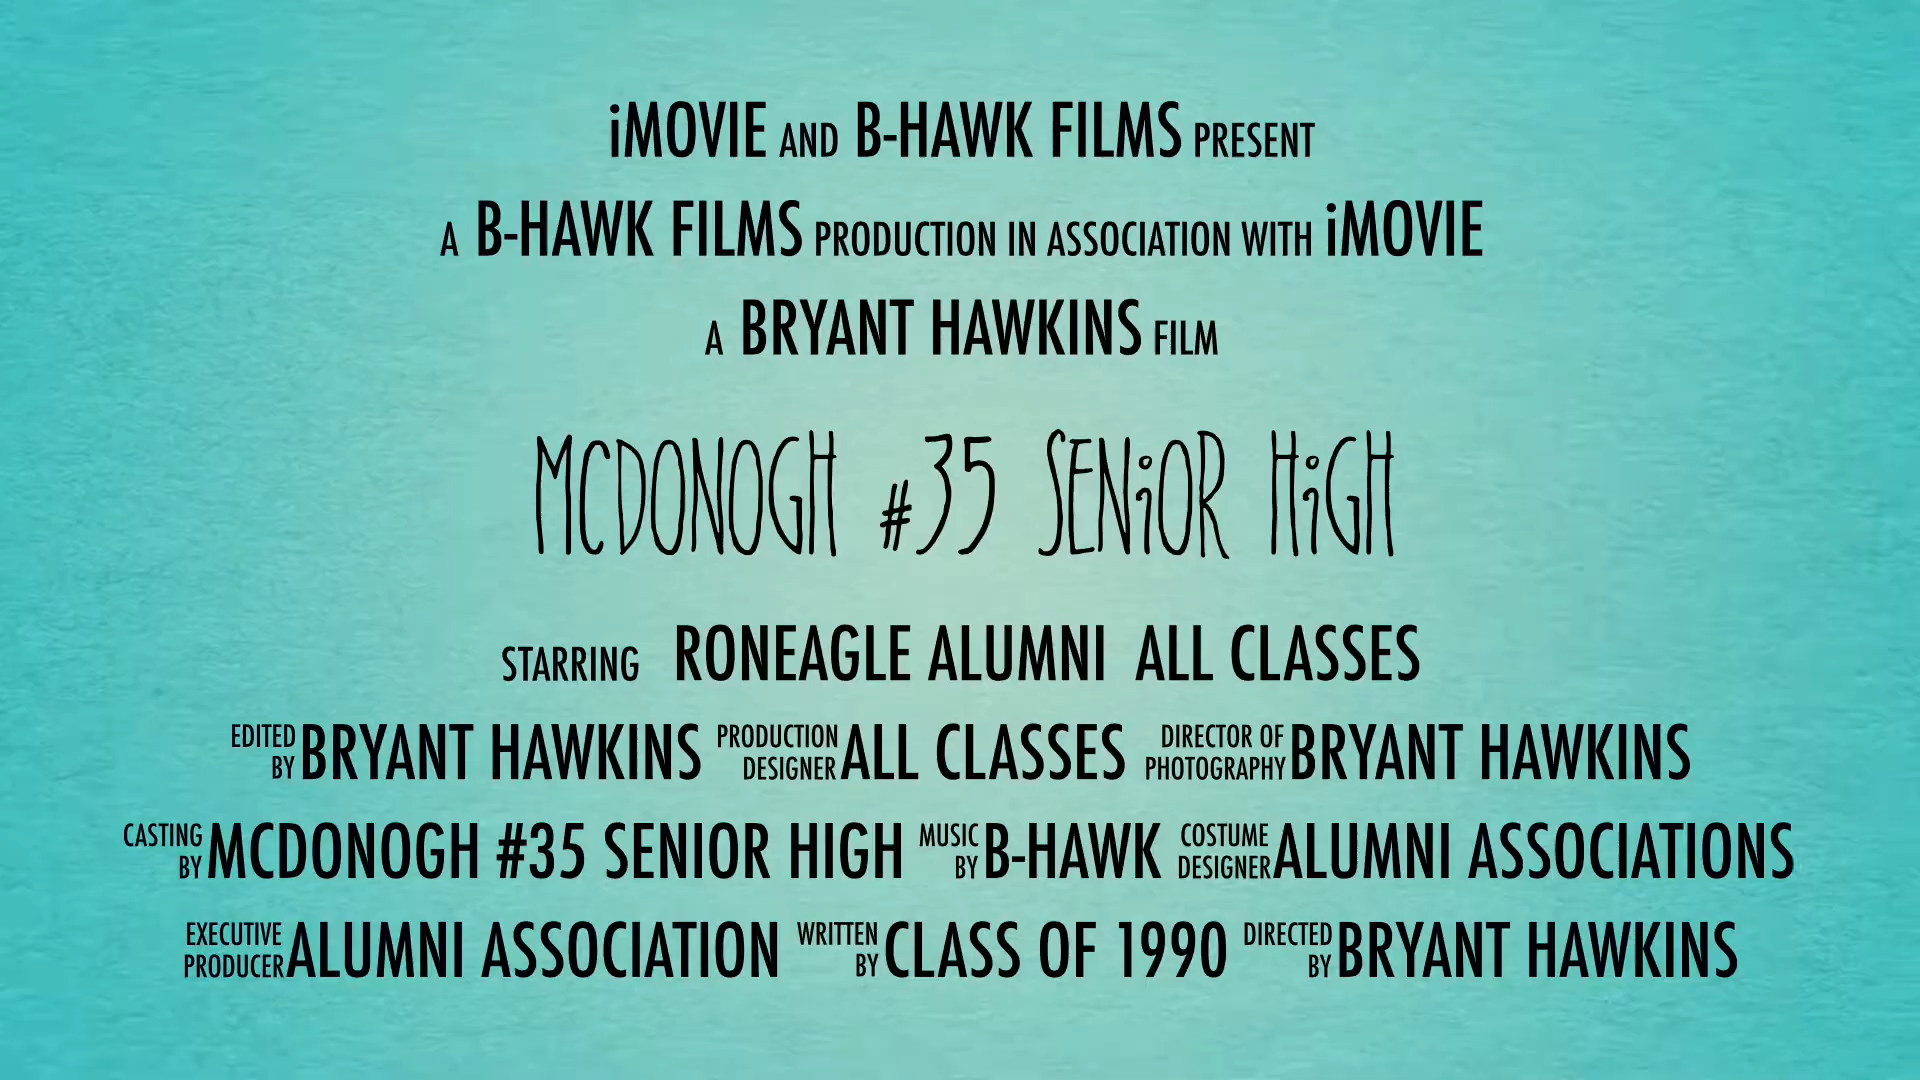 iMOVIE AND B-HAWK FILMS PRESENT
A B-HAWK FILMS PRODUCTION IN ASSOCIATION WITH iMOVIE
A BRYANT HAWKINS FILM
MCDONOGH #35 SENiOR HiGH
STARRING RONEAGLE ALUMNI ALL CLASSES
EDITED BY BRYANT HAWKINS PRODUCTION DESIGNER ALL CLASSES DIRECTOR OF PHOTOGRAPHY BRYANT HAWKINS
CASTING BY MCDONOGH #35 SENIOR HIGH MUSIC BY B-HAWK COSTUME DESIGNER ALUMNI ASSOCIATIONS
EXECUTIVE PRODUCER ALUMNI ASSOCIATION WRITTEN BY CLASS OF 1990 DIRECTED BY BRYANT HAWKINS